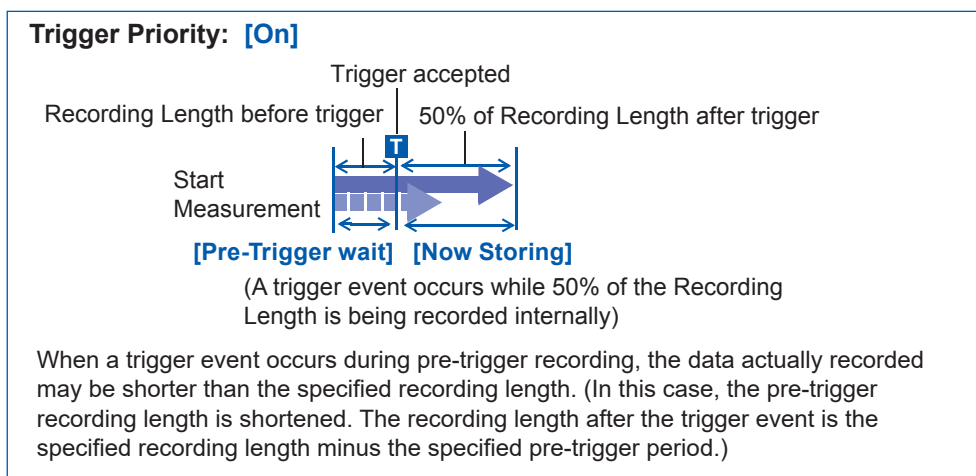 Trigger Priority: [On]
Trigger accepted
Recording Length before trigger
50% of Recording Length after trigger
T
Start
Measurement
[Pre-Trigger wait] [Now Storing]
(A trigger event occurs while 50% of the Recording
Length is being recorded internally)
When a trigger event occurs during pre-trigger recording, the data actually recorded
may be shorter than the specified recording length. (In this case, the pre-trigger
recording length is shortened. The recording length after the trigger event is the
specified recording length minus the specified pre-trigger period.)